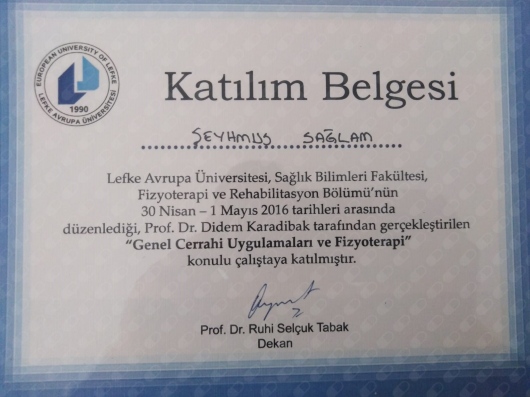 EUROPEAN UNIVERSITY OF LEFKE
1990
LEFKE AVRUPA ÜNİVERSİTESİ
Katılım Belgesi
ŞEYHMUS SAĞLAM
Lefke Avrupa Üniversitesi, Sağlık Bilimleri Fakültesi,
Fizyoterapi ve Rehabilitasyon Bölümü'nün
30 Nisan – 1 Mayıs 2016 tarihleri arasında
düzenlediği, Prof. Dr. Didem Karadibak tarafından gerçekleştirilen
"Genel Cerrahi Uygulamaları ve Fizyoterapi"
konulu çalıştaya katılmıştır.
Prof. Dr. Ruhi Selçuk Tabak
Dekan